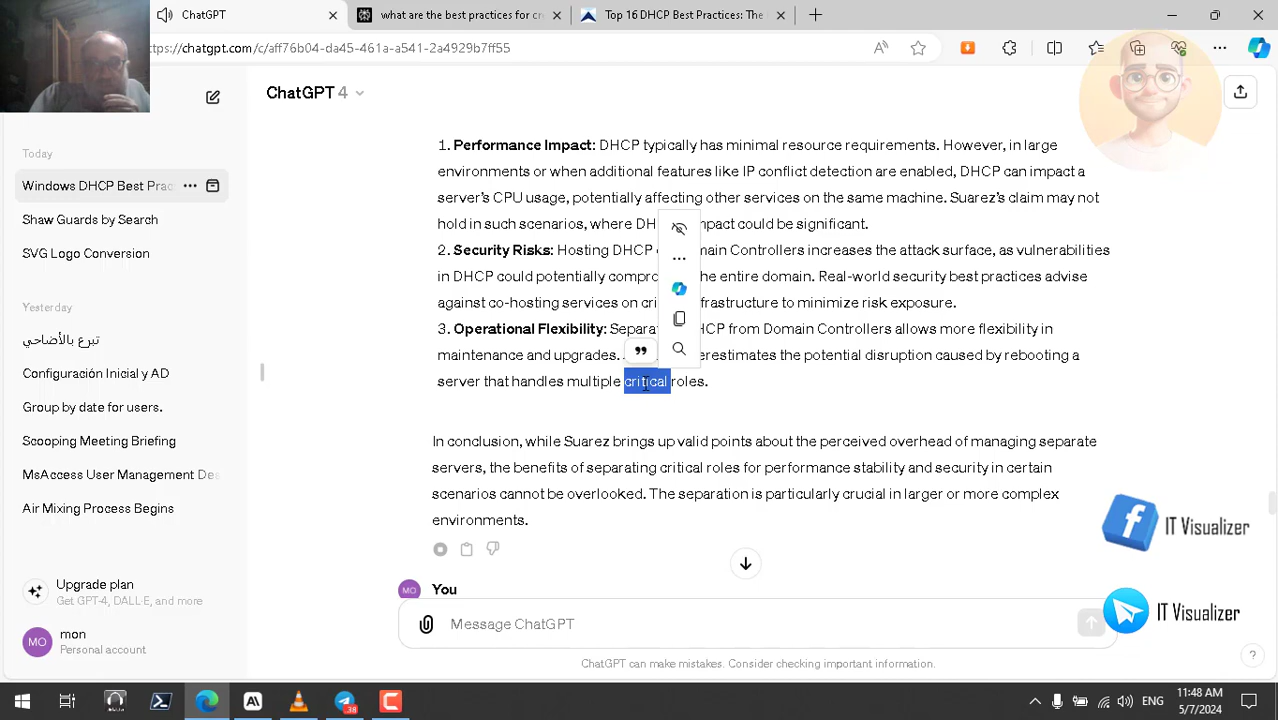 ChatGPT
what are the best practices for cr
Top 16 DHCP Best Practices: The
ttps://chatgpt.com/c/aff76b04-da45-461a-a541-2a4929b7ff55
ChatGPT 4
Today
Windows DHCP Best Prac
Shaw Guards by Search
SVG Logo Conversion
Yesterday
تبرع بالأضاحي
Configuración Inicial y AD
Group by date for users.
Scooping Meeting Briefing
MsAccess User Management Des
Air Mixing Process Begins
Upgrade plan
Get GPT-4, DALL·E, and more
MO
mon
Personal account
1. Performance Impact: DHCP typically has minimal resource requirements. However, in large
environments or when additional features like IP conflict detection are enabled, DHCP can impact a
server's CPU usage, potentially affecting other services on the same machine. Suarez's claim may not
hold in such scenarios, where DH mpact could be significant.
2. Security Risks: Hosting DHCP main Controllers increases the attack surface, as vulnerabilities
in DHCP could potentially compro the entire domain. Real-world security best practices advise
against co-hosting services on cri frastructure to minimize risk exposure.
3. Operational Flexibility: Separat HCP from Domain Controllers allows more flexibility in
maintenance and upgrades. erestimates the potential disruption caused by rebooting a
server that handles multiple critical roles.
In conclusion, while Suarez brings up valid points about the perceived overhead of managing separate
servers, the benefits of separating critical roles for performance stability and security in certain
scenarios cannot be overlooked. The separation is particularly crucial in larger or more complex
environments.
MO You
Message ChatGPT
ChatGPT can make mistakes. Consider checking important information.
IT Visualizer
IT Visualizer
?
38
ENG
11:48 AM
5/7/2024